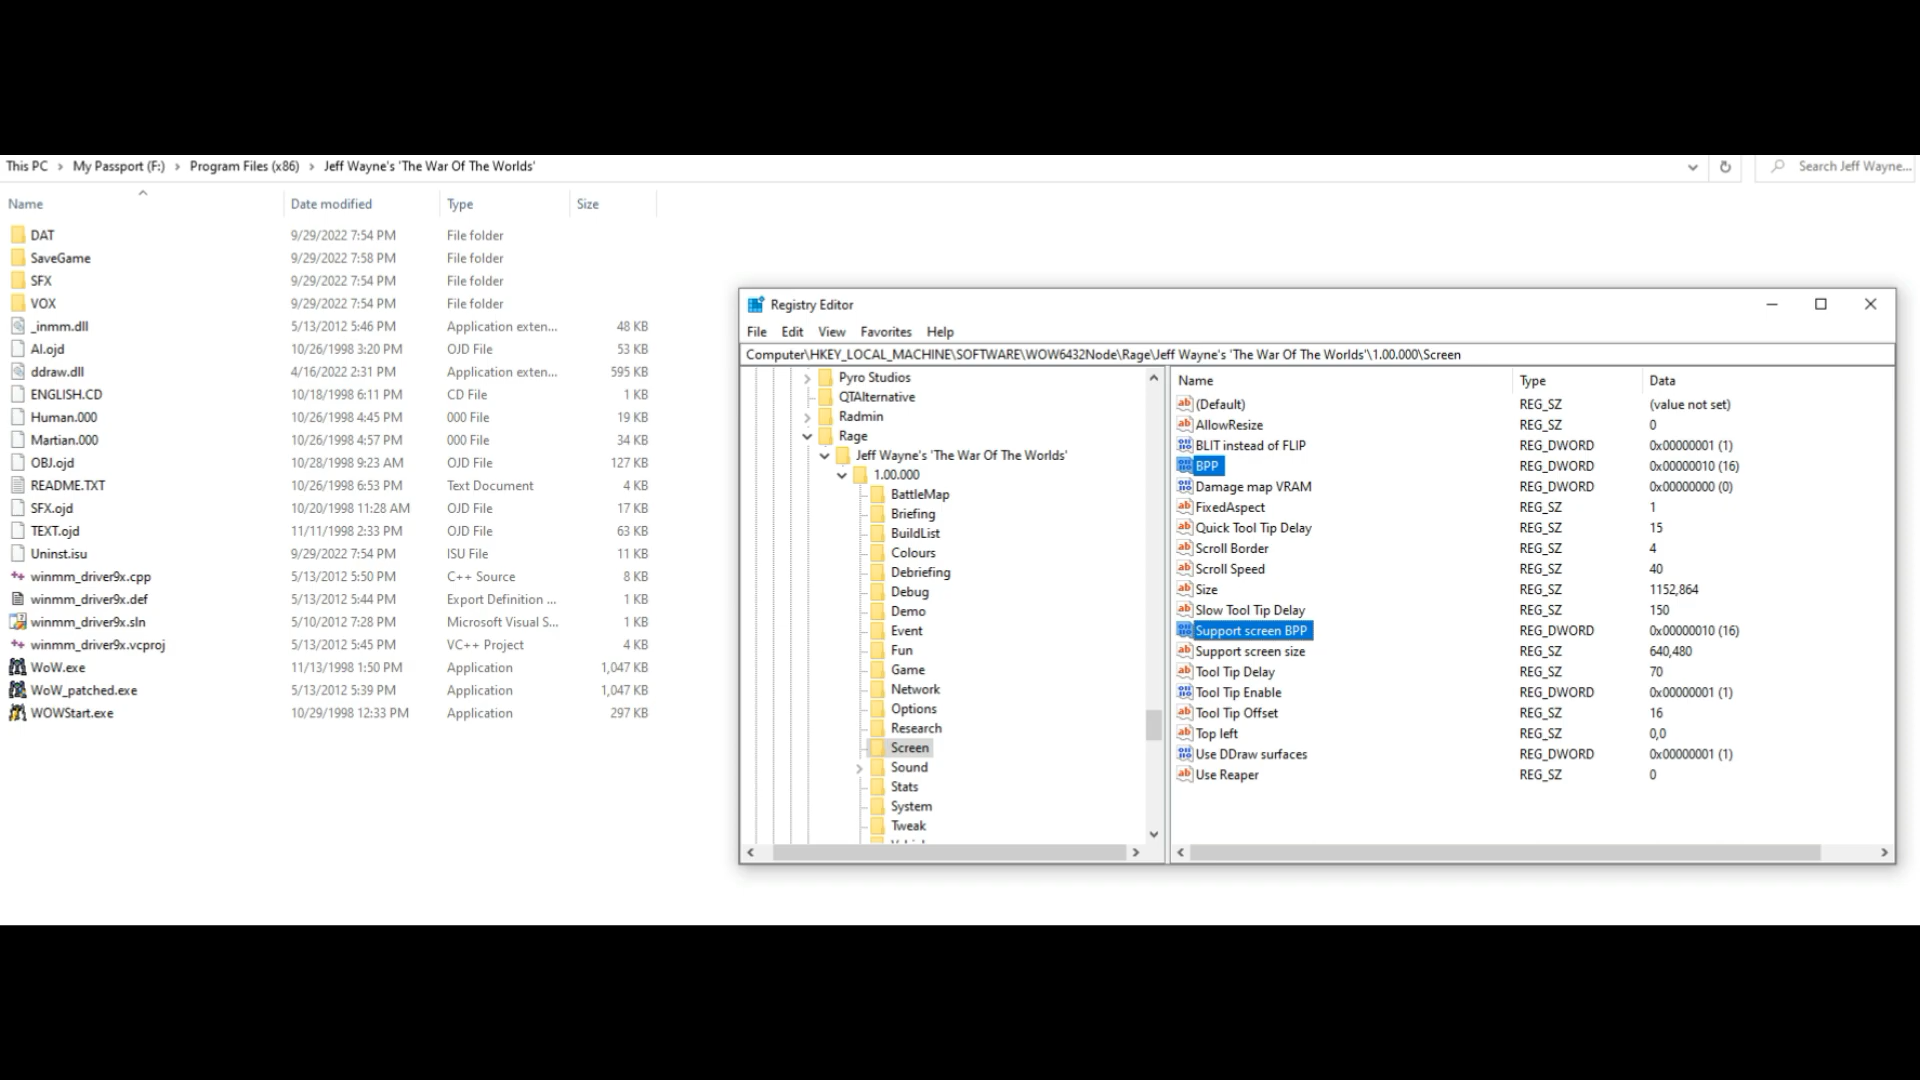 This PC > My Passport (F:) > Program Files (x86) > Jeff Wayne's 'The War Of The Worlds'
Search Jeff Wayne...
Name Date modified Type Size
DAT 9/29/2022 7:54 PM File folder
SaveGame 9/29/2022 7:58 PM File folder
SFX 9/29/2022 7:54 PM File folder
VOX 9/29/2022 7:54 PM File folder
_inmm.dll 5/13/2012 5:46 PM Application exten... 48 KB
AI.ojd 10/26/1998 3:20 PM OJD File 53 KB
ddraw.dll 4/16/2022 2:31 PM Application exten... 595 KB
ENGLISH.CD 10/18/1998 6:11 PM CD File 1 KB
Human.000 10/26/1998 4:45 PM 000 File 19 KB
Martian.000 10/26/1998 4:57 PM 000 File 34 KB
OBJ.ojd 10/28/1998 9:23 AM OJD File 127 KB
README.TXT 10/26/1998 6:53 PM Text Document 4 KB
SFX.ojd 10/20/1998 11:28 AM OJD File 17 KB
TEXT.ojd 11/11/1998 2:33 PM OJD File 63 KB
Uninst.isu 9/29/2022 7:54 PM ISU File 11 KB
winmm_driver9x.cpp 5/13/2012 5:50 PM C++ Source 8 KB
winmm_driver9x.def 5/13/2012 5:44 PM Export Definition ... 1 KB
winmm_driver9x.sln 5/10/2012 7:28 PM Microsoft Visual S... 1 KB
winmm_driver9x.vcproj 5/13/2012 5:45 PM VC++ Project 4 KB
WoW.exe 11/13/1998 1:50 PM Application 1,047 KB
WoW_patched.exe 5/13/2012 5:39 PM Application 1,047 KB
WOWStart.exe 10/29/1998 12:33 PM Application 297 KB
Registry Editor
File Edit View Favorites Help
Computer\HKEY_LOCAL_MACHINE\SOFTWARE\WOW6432Node\Rage\Jeff Wayne's 'The War Of The Worlds'\1.00.000\Screen
Pyro Studios
QTAlternative
Radmin
Rage
Jeff Wayne's 'The War Of The Worlds'
1.00.000
BattleMap
Briefing
BuildList
Colours
Debriefing
Debug
Demo
Event
Fun
Game
Network
Options
Research
Screen
Sound
Stats
System
Tweak
Name Type Data
(Default) REG_SZ (value not set)
AllowResize REG_SZ 0
BLIT instead of FLIP REG_DWORD 0x00000001 (1)
BPP REG_DWORD 0x00000010 (16)
Damage map VRAM REG_DWORD 0x00000000 (0)
FixedAspect REG_SZ 1
Quick Tool Tip Delay REG_SZ 15
Scroll Border REG_SZ 4
Scroll Speed REG_SZ 40
Size REG_SZ 1152,864
Slow Tool Tip Delay REG_SZ 150
Support screen BPP REG_DWORD 0x00000010 (16)
Support screen size REG_SZ 640,480
Tool Tip Delay REG_SZ 70
Tool Tip Enable REG_DWORD 0x00000001 (1)
Tool Tip Offset REG_SZ 16
Top left REG_SZ 0,0
Use DDraw surfaces REG_DWORD 0x00000001 (1)
Use Reaper REG_SZ 0